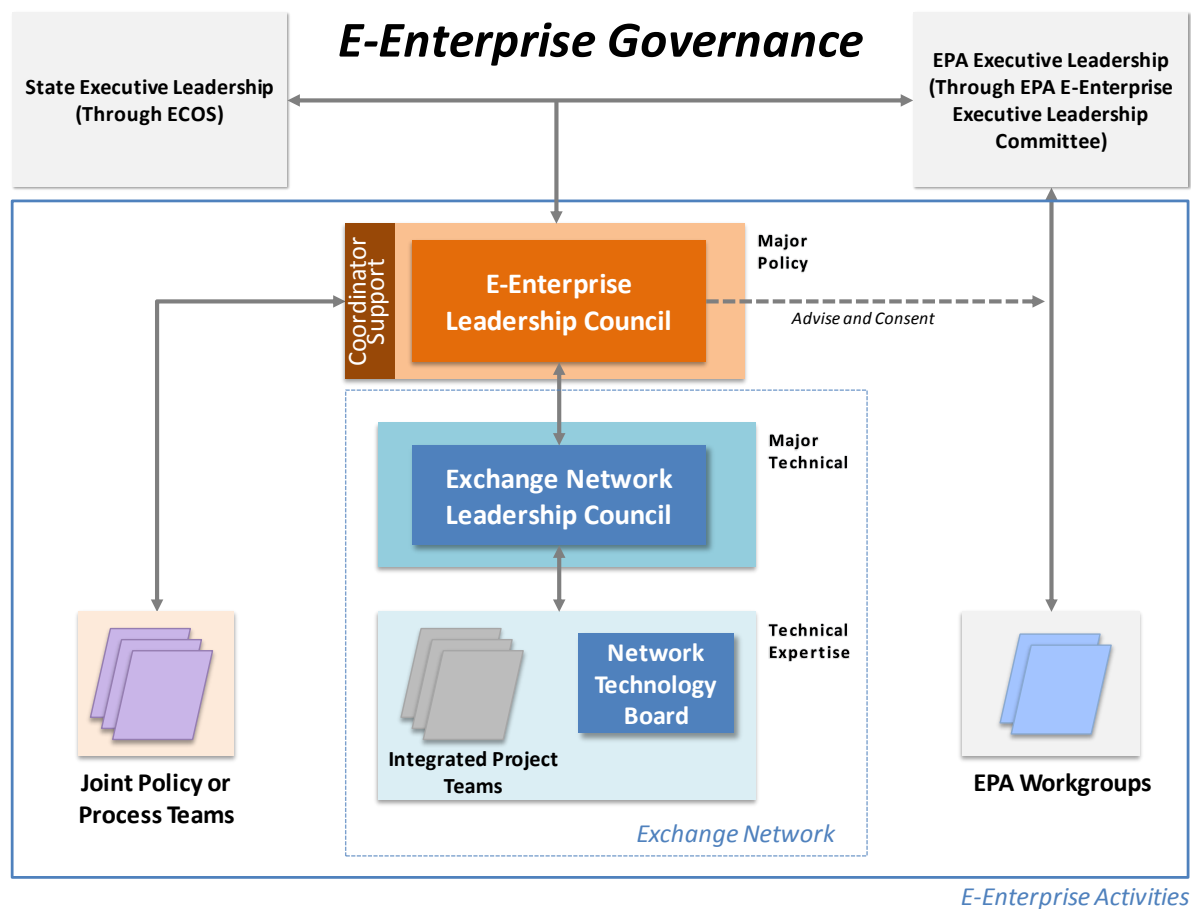 E-Enterprise Governance
State Executive Leadership
(Through ECOS)
EPA Executive Leadership
(Through EPA E-Enterprise
Executive Leadership
Committee)
Coordinator
Support
E-Enterprise
Leadership Council
Major
Policy
Advise and Consent
Exchange Network
Leadership Council
Major
Technical
Integrated Project
Teams
Network
Technology
Board
Technical
Expertise
Joint Policy or
Process Teams
EPA Workgroups
Exchange Network
E-Enterprise Activities